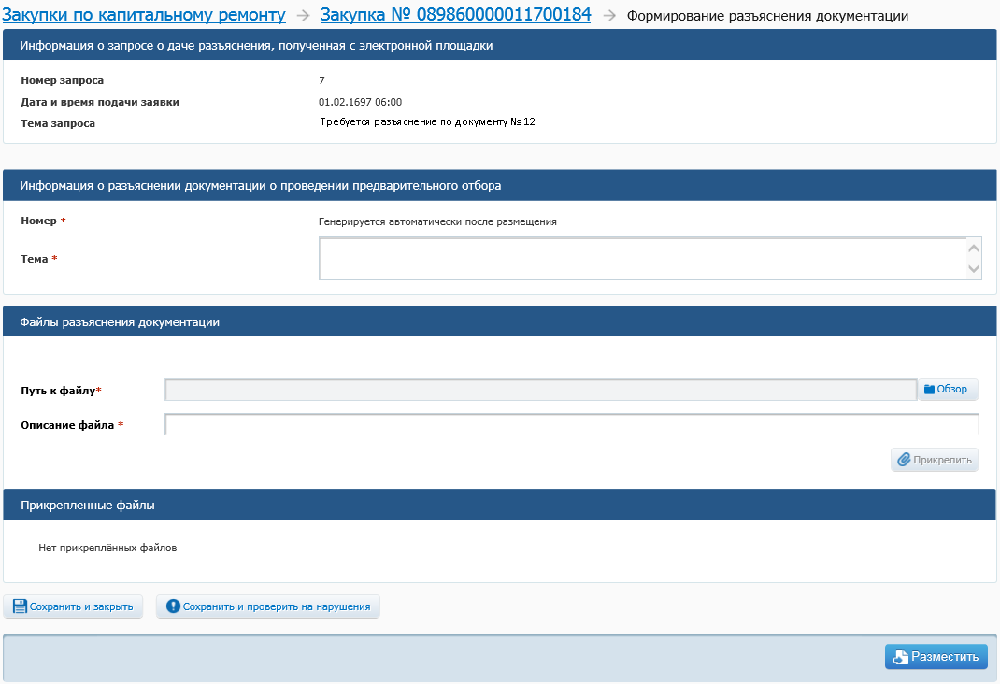 Закупки по капитальному ремонту → Закупка № 089860000011700184 → Формирование разъяснения документации
Информация о запросе о даче разъяснения, полученная с электронной площадки
Номер запроса 7
Дата и время подачи заявки 01.02.1697 06:00
Тема запроса Требуется разъяснение по документу №12
Информация о разъяснении документации о проведении предварительного отбора
Номер * Генерируется автоматически после размещения
Тема *
Файлы разъяснения документации
Путь к файлу* Обзор
Описание файла *
Прикрепить
Прикрепленные файлы
Нет прикреплённых файлов
Сохранить и закрыть Сохранить и проверить на нарушения
Разместить